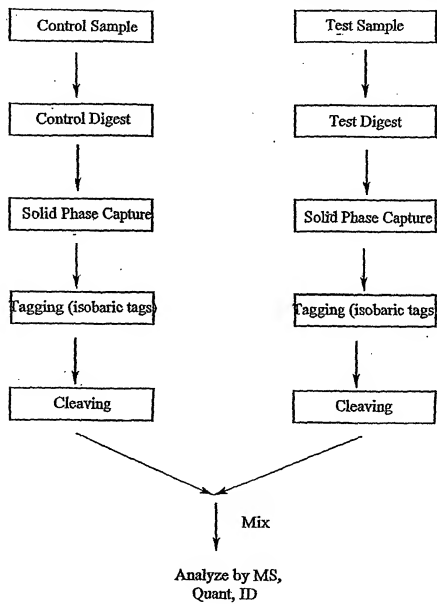 Control Sample
Test Sample
Control Digest
Test Digest
Solid Phase Capture
Solid Phase Capture
Tagging (isobaric tags)
Tagging (isobaric tags
Cleaving
Cleaving
Mix
Analyze by MS,
Quant, ID